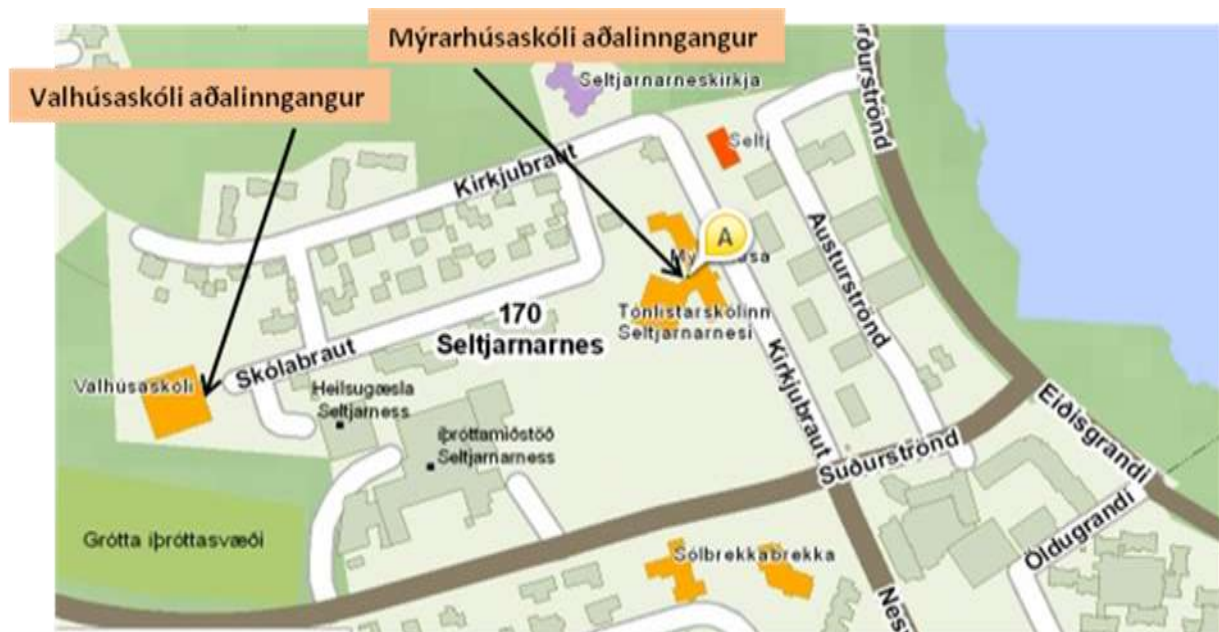 Mýrarhúsaskóli aðalinngangur
Valhúsaskóli aðalinngangur
Seltjarnarneskirkja
Seltj
Kirkjubraut
Austurströnd
A
Tónlistarskólinn
Seltjarnarnesi
170
Seltjarnarnes
Skólabraut
Valhúsaskóli
Heilsugæsla
Seltjarness
Íþróttamiðstöð
Seltjarnarness
Kirkjubraut
Suðurströnd
Eiðisgrandi
Öldugrandi
Grótta íþróttasvæði
Sólbrekkabrekka